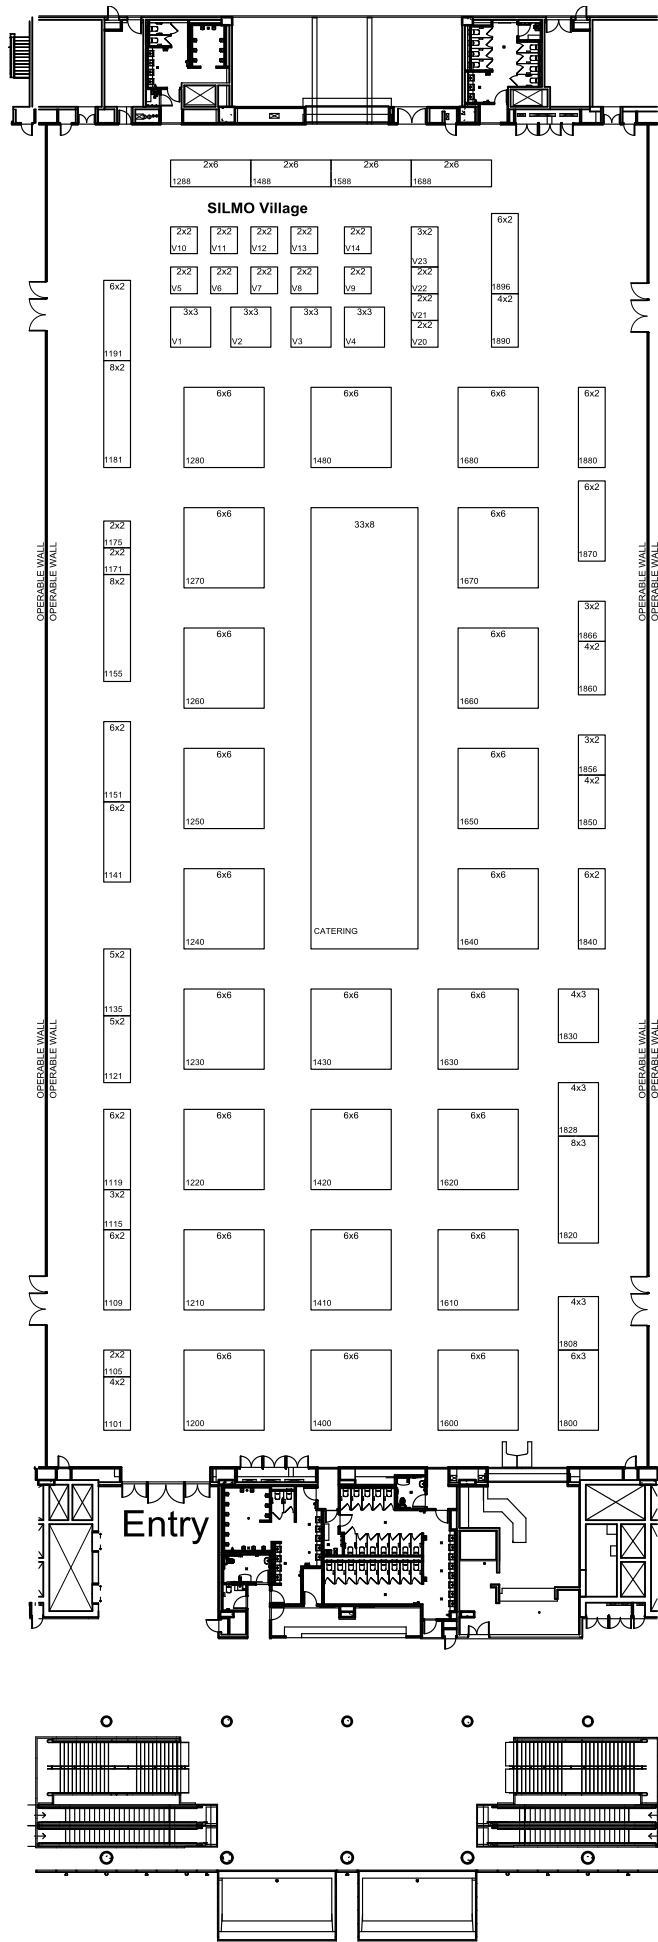 2x6 2x6 2x6 2x6
1288 1488 1588 1688
SILMO Village
6x2
2x2 2x2 2x2 2x2 2x2 3x2
V10 V11 V12 V13 V14
V23
2x2 2x2 2x2 2x2 2x2 2x2
6x2
V5 V6 V7 V8 V9 V22
1896
2x2 4x2
3x3 3x3 3x3 3x3
V21
2x2
V1 V2 V3 V4 V20 1890
1191
8x2
6x6 6x6 6x6 6x2
1181 1280 1480 1680 1880
6x2
6x6 33x8 6x6
2x2
1175
2x2
1870
1171
8x2
1270 1670
3x2
6x6 6x6
1866
4x2
1155
1860
1260 1660
6x2
3x2
6x6 6x6
1856
4x2
1151
6x2
1250 1650 1850
6x6 6x6 6x2
1141
CATERING
1240 1640 1840
5x2
6x6 6x6 6x6 4x3
1135
5x2
1830
1230 1430 1630
1121
4x3
6x2 6x6 6x6 6x6
1828
8x3
1119 1220 1420 1620
3x2
1115
6x2 6x6 6x6 6x6
1820
1109 1210 1410 1610
4x3
1808
2x2 6x6 6x6 6x6 6x3
1105
4x2
1101 1200 1400 1600 1800
OPERABLE WALL
OPERABLE WALL
OPERABLE WALL
OPERABLE WALL
OPERABLE WALL
OPERABLE WALL
OPERABLE WALL
OPERABLE WALL
Entry